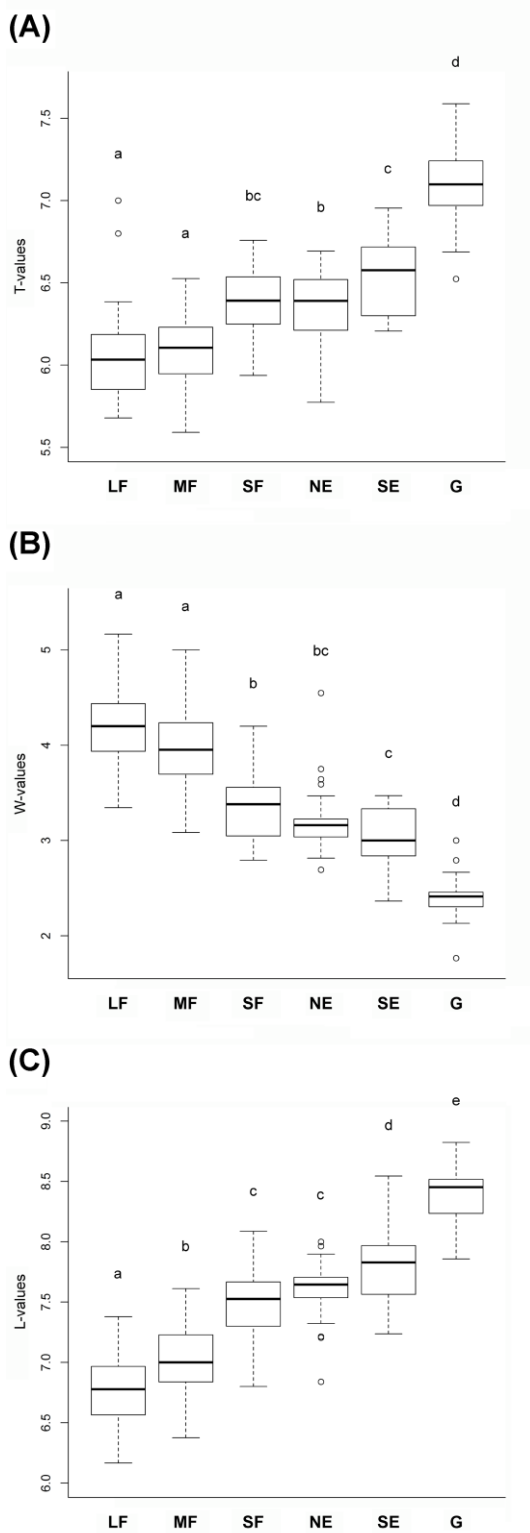 (A)
T-values
7.5
7.0
6.5
6.0
5.5
a
a
bc
b
c
d
LF MF SF NE SE G
(B)
W-values
5
4
3
2
a
a
b
bc
c
d
LF MF SF NE SE G
(C)
L-values
9.0
8.5
8.0
7.5
7.0
6.5
6.0
a
b
c
c
d
e
LF MF SF NE SE G